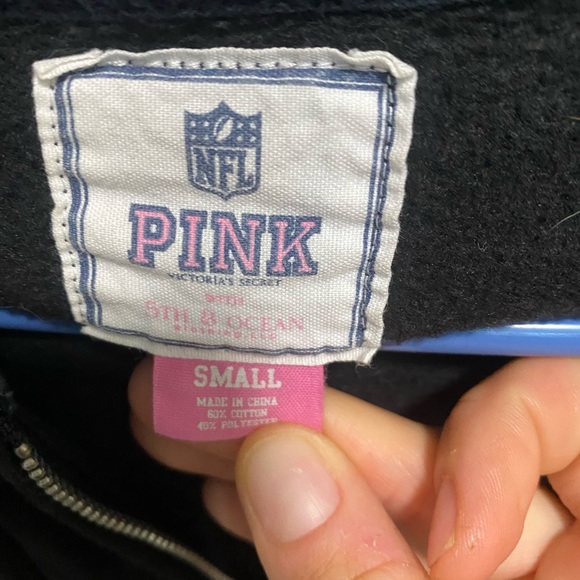 NFL
PINK
VICTORIA'S SECRET
WITH
5TH & OCEAN
SMALL
MADE IN CHINA
60% COTTON
40% POLYESTER